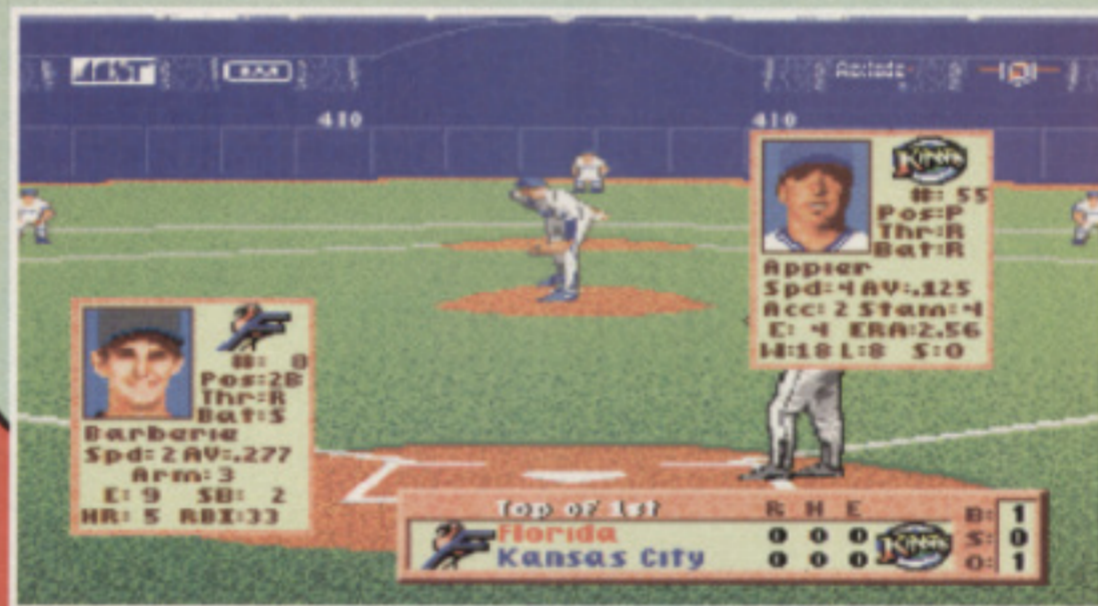 410
410
#: 55
Pos:P
Thr:R
Bat:R
Appier
Spd:4 AV:.125
Acc:2 Stam:4
E: 4 ERA:2.56
W:18 L:8 S:0
#: 8
Pos:2B
Thr:R
Bat:S
Barberie
Spd:2 AV:.277
Arm:3
E: 9 SB: 2
HR: 5 RBI:33
Top of 1st R H E B: 1
Florida 0 0 0 S: 0
Kansas City 0 0 0 O: 1